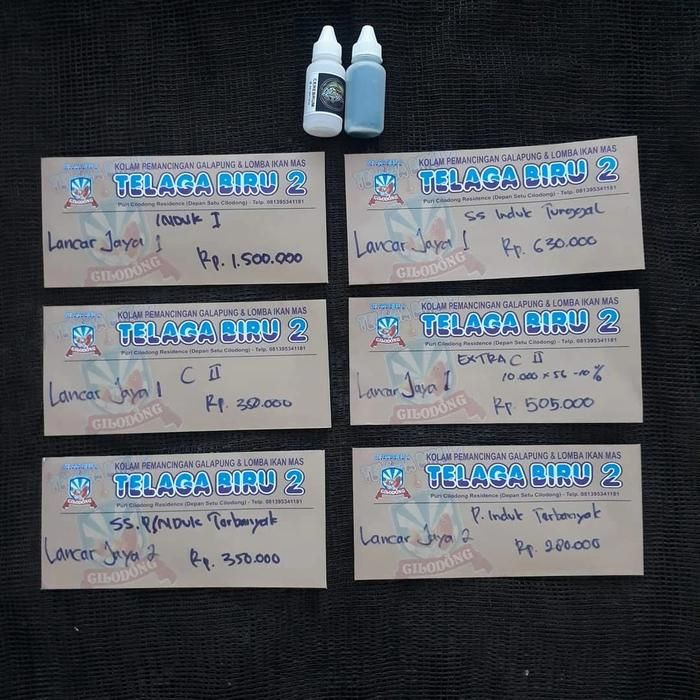 KOLAM PEMANCINGAN GALAPUNG & LOMBA IKAN MAS
TELAGA BIRU 2
Puri Cilodong Residence (Depan Setu Cilodong) - Telp. 081395341181
INDUK I
Lancar Jaya 1
Rp. 1.500.000
GILODONG
KOLAM PEMANCINGAN GALAPUNG & LOMBA IKAN MAS
TELAGA BIRU 2
Puri Cilodong Residence (Depan Setu Cilodong) - Telp. 081395341181
SS Induk Tunggal
Lancar Jaya 1
Rp. 630.000
GILODONG
KOLAM PEMANCINGAN GALAPUNG & LOMBA IKAN MAS
TELAGA BIRU 2
Puri Cilodong Residence (Depan Setu Cilodong) - Telp. 081395341181
C II
Lancar Jaya 1
Rp. 350.000
GILODONG
KOLAM PEMANCINGAN GALAPUNG & LOMBA IKAN MAS
TELAGA BIRU 2
Puri Cilodong Residence (Depan Setu Cilodong) - Telp. 081395341181
EXTRA C II
10.000 x 56 -10%
Lancar Jaya 1
Rp. 505.000
GILODONG
KOLAM PEMANCINGAN GALAPUNG & LOMBA IKAN MAS
TELAGA BIRU 2
Puri Cilodong Residence (Depan Setu Cilodong) - Telp. 081395341181
SS. P/NDUK Terbanyak
Lancar Jaya 2
Rp. 350.000
GILODONG
KOLAM PEMANCINGAN GALAPUNG & LOMBA IKAN MAS
TELAGA BIRU 2
Puri Cilodong Residence (Depan Setu Cilodong) - Telp. 081395341181
P. Induk Terbanyak
Lancar Jaya 2
Rp. 280.000
GILODONG